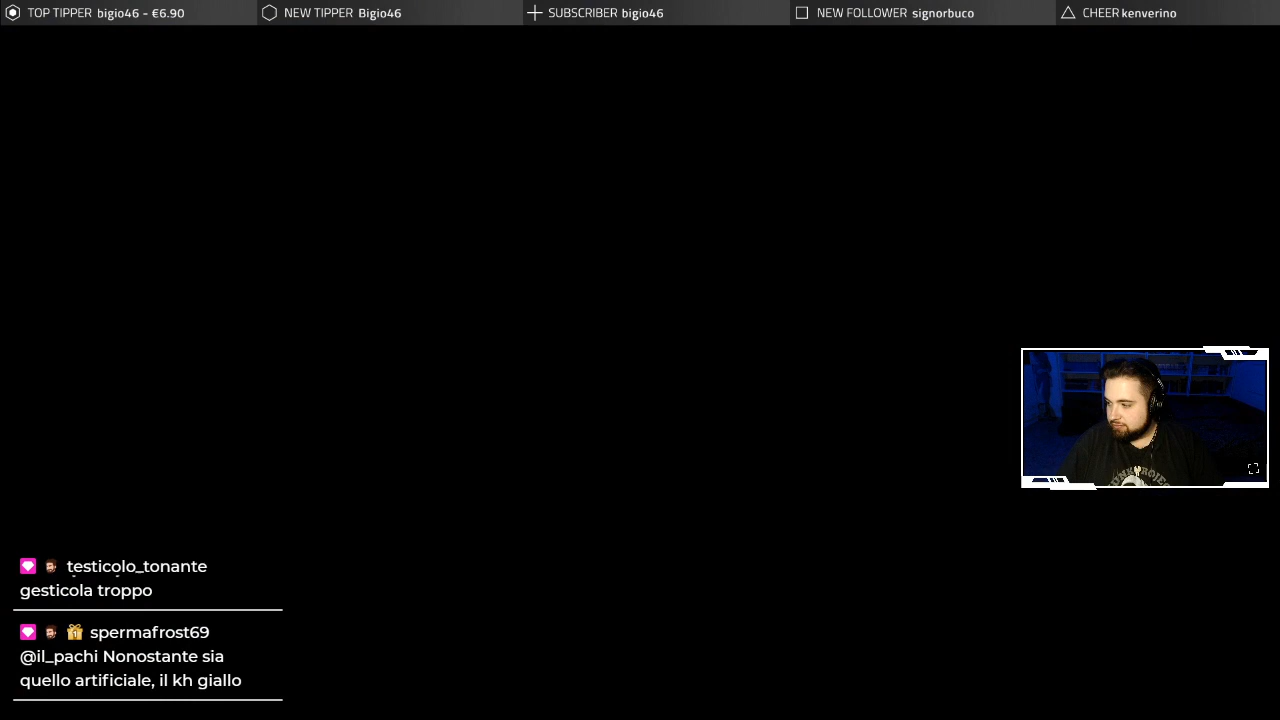 TOP TIPPER bigio46 - €6.90
NEW TIPPER Bigio46
SUBSCRIBER bigio46
NEW FOLLOWER signorbuco
CHEER kenverino
testicolo_tonante
gesticola troppo
spermafrost69
@il_pachi Nonostante sia
quello artificiale, il kh giallo